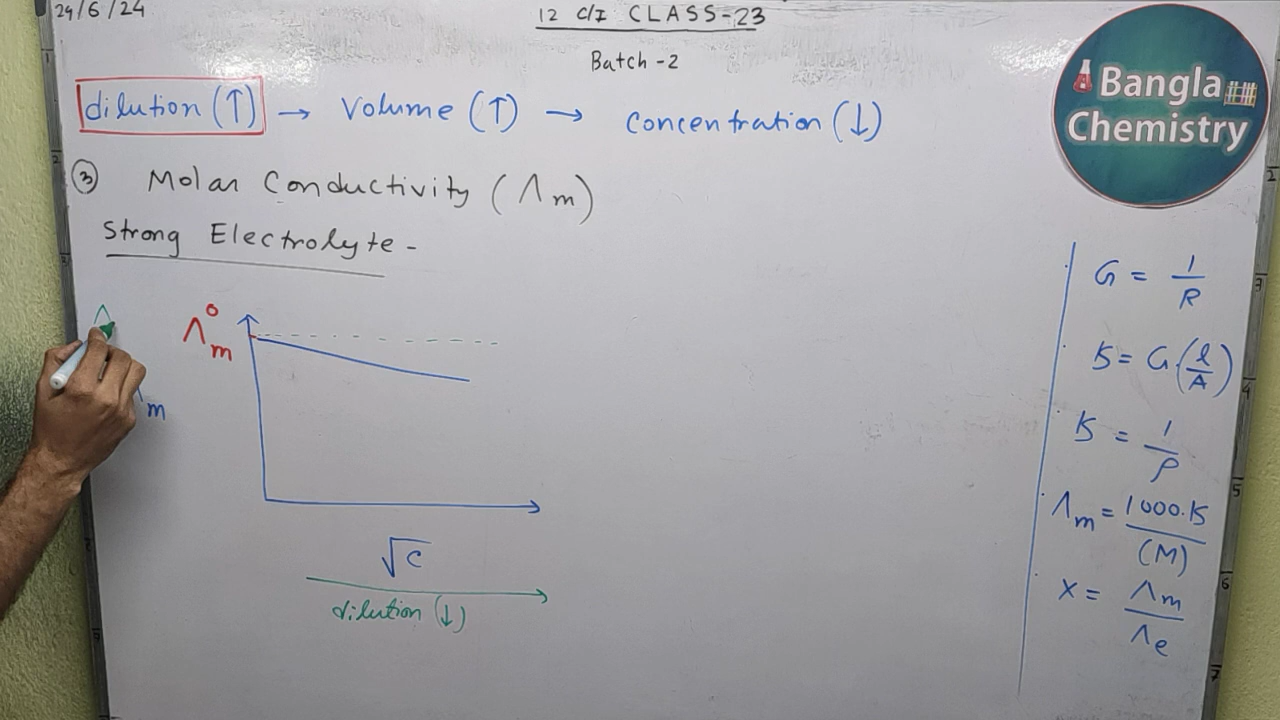 29/6/24
12 C/I CLASS-23
Batch-2
Bangla
Chemistry
dilution (↑) → Volume (↑) → Concentration (↓)
③ Molar Conductivity (Λm)
Strong Electrolyte -
Λ°m
m
√C
dilution (↓)
G = 1/R
K = G.(l/A)
K = 1/ρ
Λm = 1000.K/(M)
x = Λm/Λe